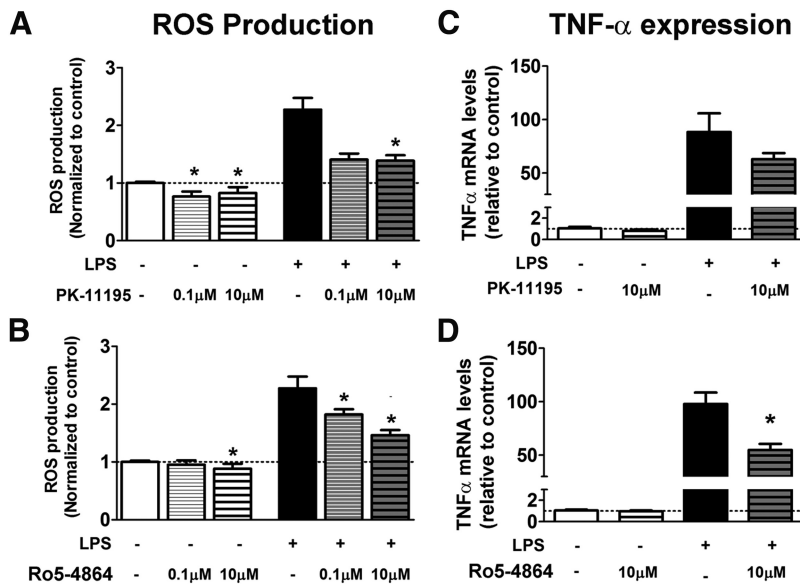 A
ROS Production
ROS production
(Normalized to control)
3
2
1
0
* * *
LPS - - - + + +
PK-11195 - 0.1µM 10µM - 0.1µM 10µM
C
TNF-α expression
TNFα mRNA levels
(relative to control)
150
100
50
2
0
LPS - - + +
PK-11195 - 10µM - 10µM
B
ROS production
(Normalized to control)
3
2
1
0
* * *
LPS - - - + + +
Ro5-4864 - 0.1µM 10µM - 0.1µM 10µM
D
TNFα mRNA levels
(relative to control)
150
100
50
2
0
*
LPS - - + +
Ro5-4864 - 10µM - 10µM